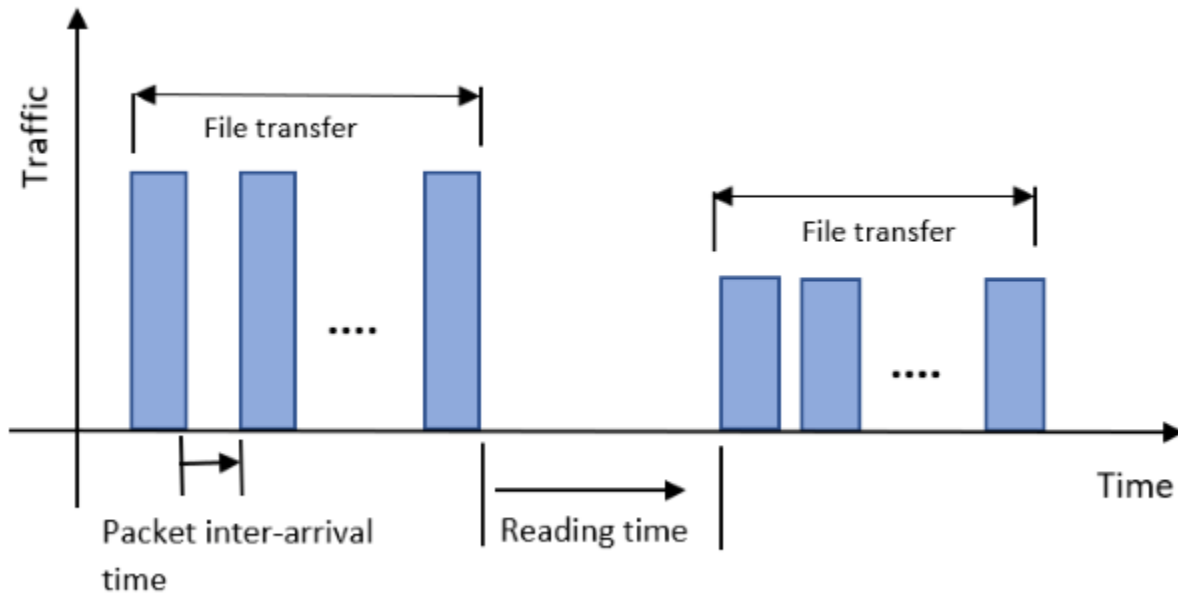 Traffic
File transfer
File transfer
....
....
Time
Packet inter-arrival
time
Reading time